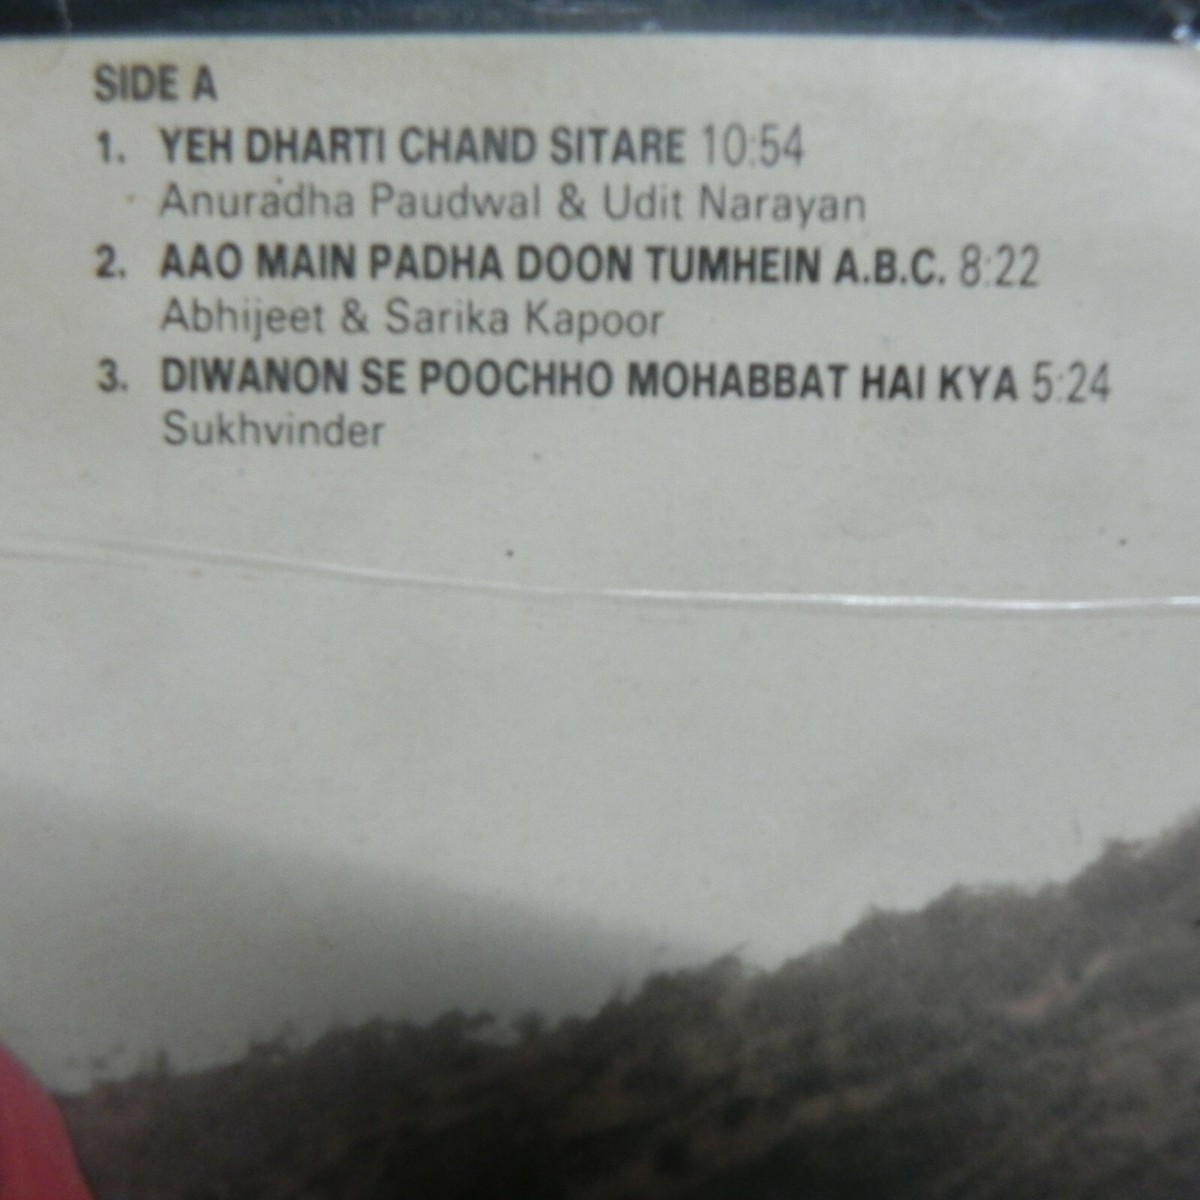 SIDE A
1. YEH DHARTI CHAND SITARE 10:54
Anuradha Paudwal & Udit Narayan
2. AAO MAIN PADHA DOON TUMHEIN A.B.C. 8:22
Abhijeet & Sarika Kapoor
3. DIWANON SE POOCHHO MOHABBAT HAI KYA 5:24
Sukhvinder